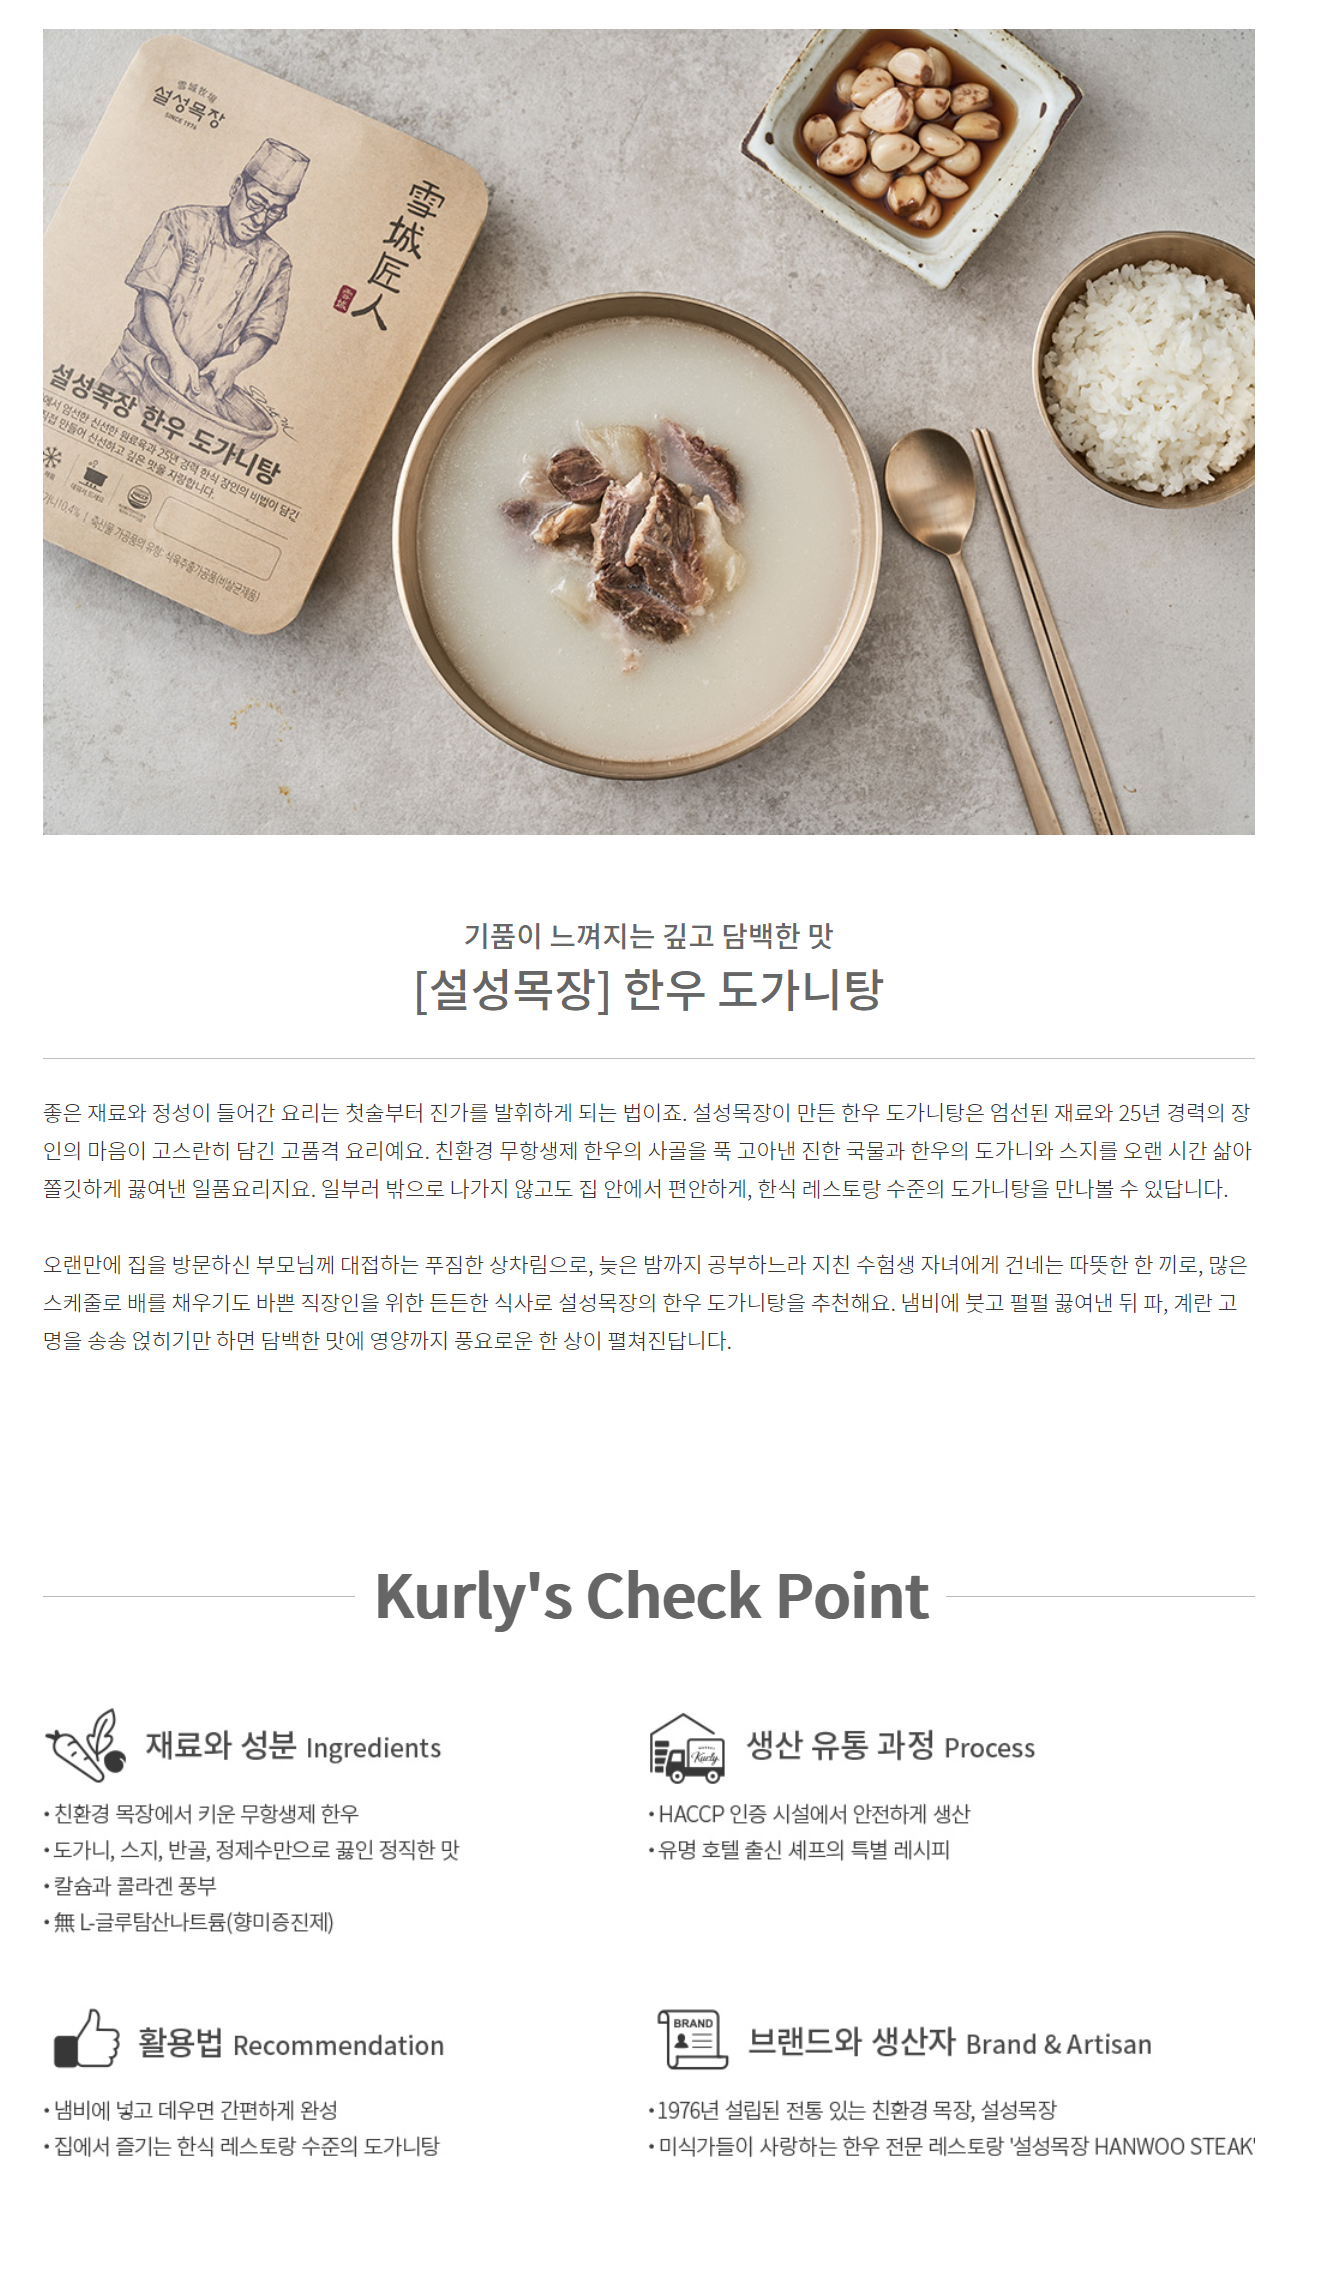 雪城牧場
설성목장
SINCE 1976
雪城匠人
설성목장 한우 도가니탕
에서 엄선한 신선한 원료육과 25년 경력 한식 장인의 비법이 담긴
직접 만들어 신선하고 깊은 맛을 자랑합니다.
가니10.4% | 축산물가공품의 유형: 식육추출가공품(비살균제품)
기품이 느껴지는 깊고 담백한 맛
[설성목장] 한우 도가니탕
좋은 재료와 정성이 들어간 요리는 첫술부터 진가를 발휘하게 되는 법이죠. 설성목장이 만든 한우 도가니탕은 엄선된 재료와 25년 경력의 장
인의 마음이 고스란히 담긴 고품격 요리예요. 친환경 무항생제 한우의 사골을 푹 고아낸 진한 국물과 한우의 도가니와 스지를 오랜 시간 삶아
쫄깃하게 끓여낸 일품요리지요. 일부러 밖으로 나가지 않고도 집 안에서 편안하게, 한식 레스토랑 수준의 도가니탕을 만나볼 수 있답니다.
오랜만에 집을 방문하신 부모님께 대접하는 푸짐한 상차림으로, 늦은 밤까지 공부하느라 지친 수험생 자녀에게 건네는 따뜻한 한 끼로, 많은
스케줄로 배를 채우기도 바쁜 직장인을 위한 든든한 식사로 설성목장의 한우 도가니탕을 추천해요. 냄비에 붓고 펄펄 끓여낸 뒤 파, 계란 고
명을 송송 얹히기만 하면 담백한 맛에 영양까지 풍요로운 한 상이 펼쳐진답니다.
Kurly's Check Point
재료와 성분 Ingredients
• 친환경 목장에서 키운 무항생제 한우
• 도가니, 스지, 반골, 정제수만으로 끓인 정직한 맛
• 칼슘과 콜라겐 풍부
• 無 L-글루탐산나트륨(향미증진제)
Kurly
생산 유통 과정 Process
• HACCP 인증 시설에서 안전하게 생산
• 유명 호텔 출신 셰프의 특별 레시피
활용법 Recommendation
• 냄비에 넣고 데우면 간편하게 완성
• 집에서 즐기는 한식 레스토랑 수준의 도가니탕
BRAND
브랜드와 생산자 Brand & Artisan
• 1976년 설립된 전통 있는 친환경 목장, 설성목장
• 미식가들이 사랑하는 한우 전문 레스토랑 '설성목장 HANWOO STEAK'